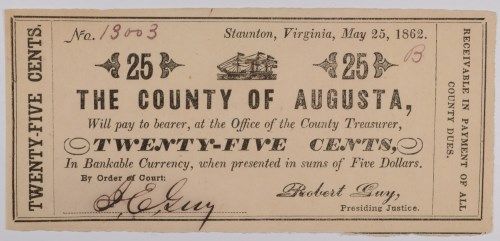 TWENTY-FIVE CENTS.
No. 13003
Staunton, Virginia, May 25, 1862.
25
25
B
THE COUNTY OF AUGUSTA,
Will pay to bearer, at the Office of the County Treasurer,
TWENTY-FIVE CENTS,
In Bankable Currency, when presented in sums of Five Dollars.
By Order of Court:
J. E. Guy
Robert Guy,
Presiding Justice.
RECEIVABLE IN PAYMENT OF ALL
COUNTY DUES.